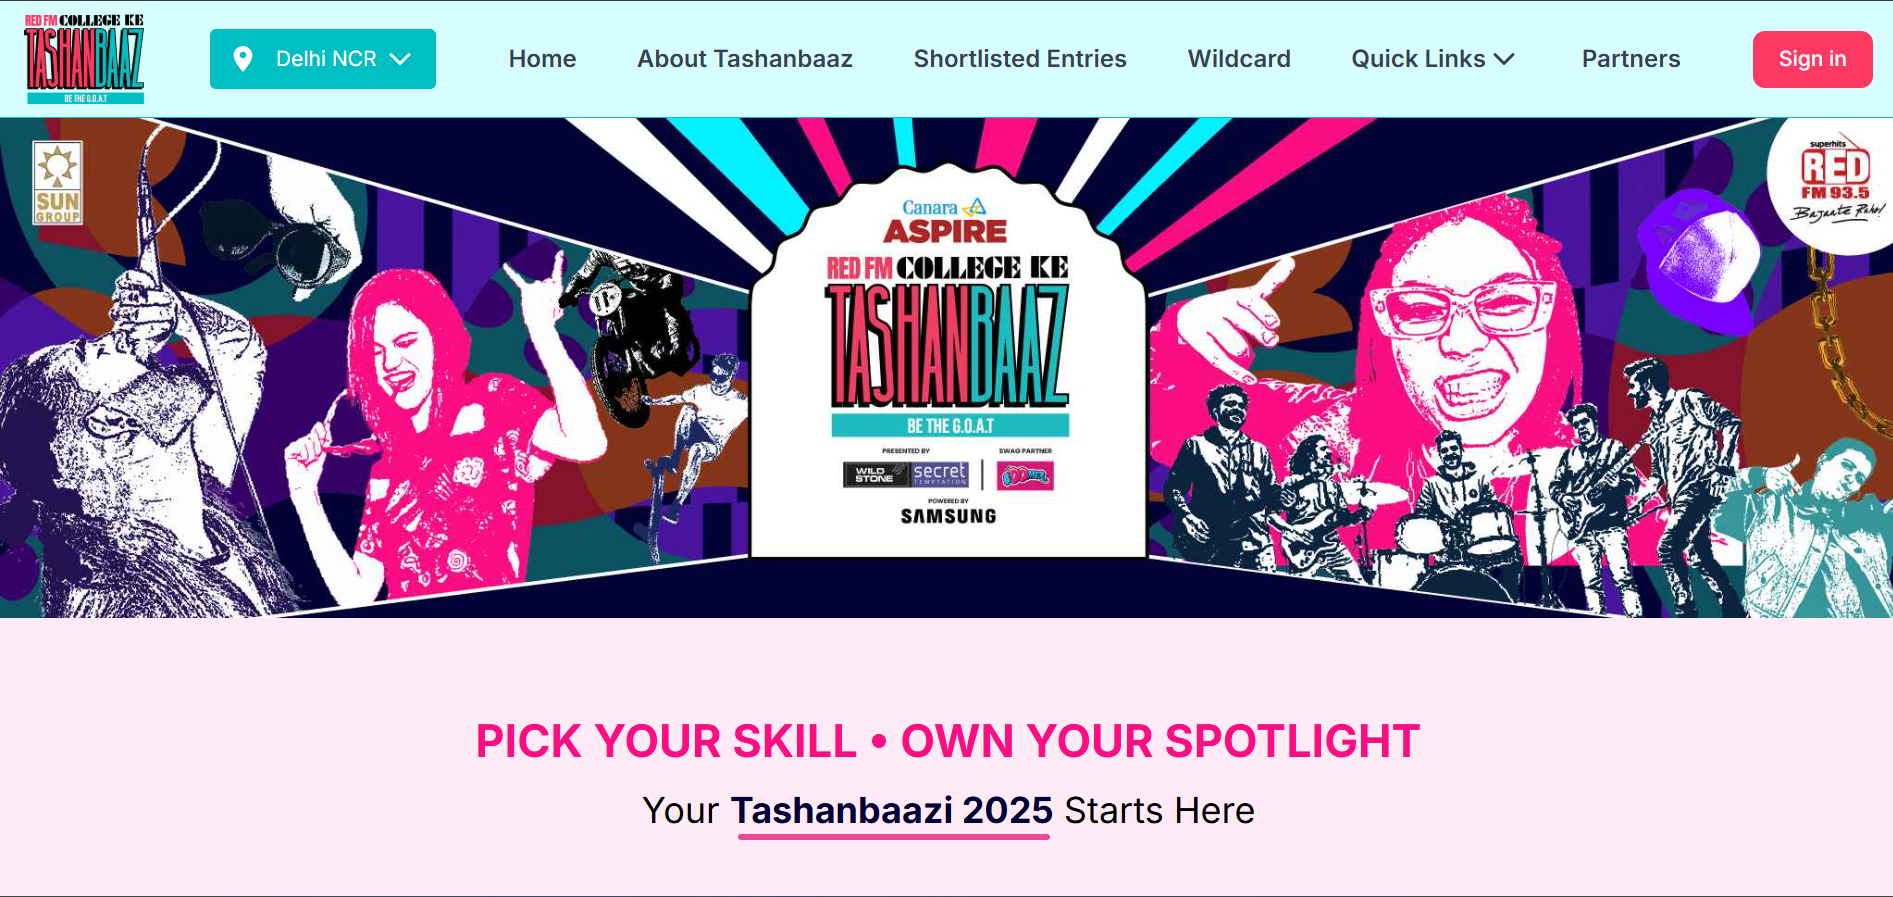 RED FM COLLEGE KE
TASHANBAAZ
BE THE G.O.A.T
Delhi NCR
Home
About Tashanbaaz
Shortlisted Entries
Wildcard
Quick Links
Partners
Sign in
SUN
GROUP
superhits
RED
FM 93.5
Bajaate Raho!
Canara
ASPIRE
RED FM COLLEGE KE
TASHANBAAZ
BE THE G.O.A.T
PRESENTED BY
SWAG PARTNER
WILD
STONE
secret
TEMPTATION
BOOMER
POWERED BY
SAMSUNG
PICK YOUR SKILL • OWN YOUR SPOTLIGHT
Your Tashanbaazi 2025 Starts Here